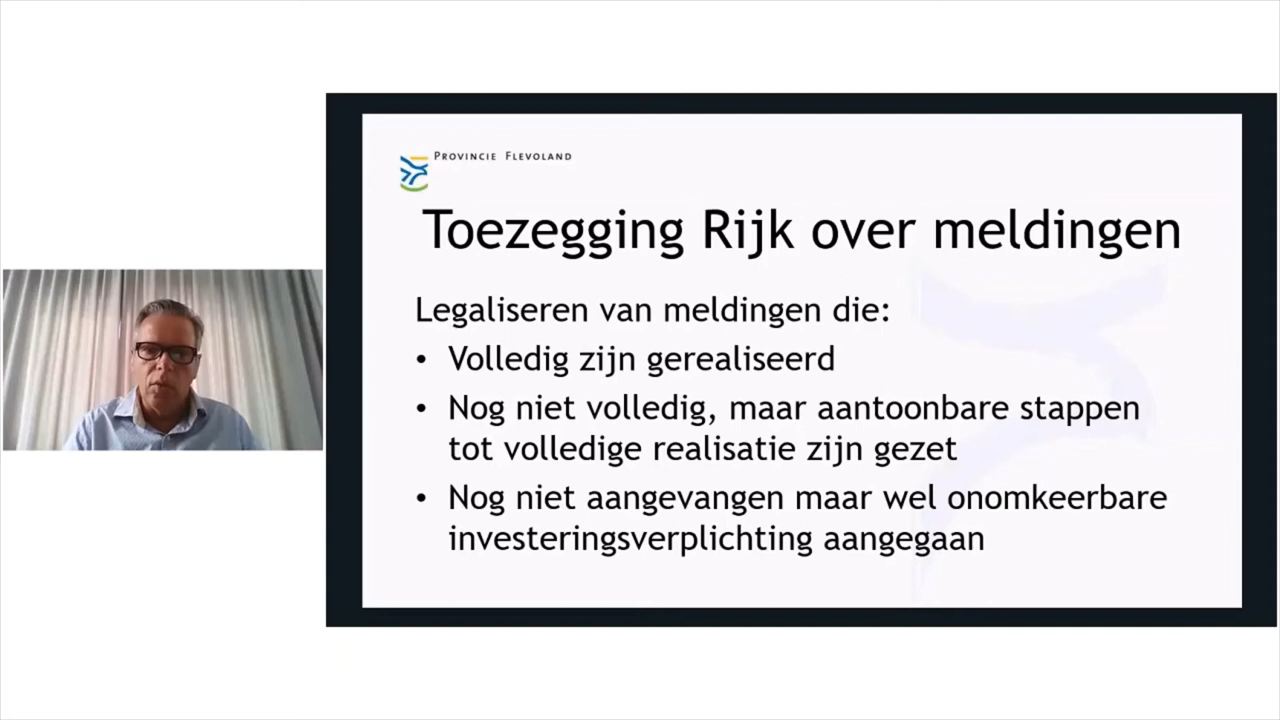 Provincie Flevoland
Toezegging Rijk over meldingen
Legaliseren van meldingen die:
• Volledig zijn gerealiseerd
• Nog niet volledig, maar aantoonbare stappen
tot volledige realisatie zijn gezet
• Nog niet aangevangen maar wel onomkeerbare
investeringsverplichting aangegaan